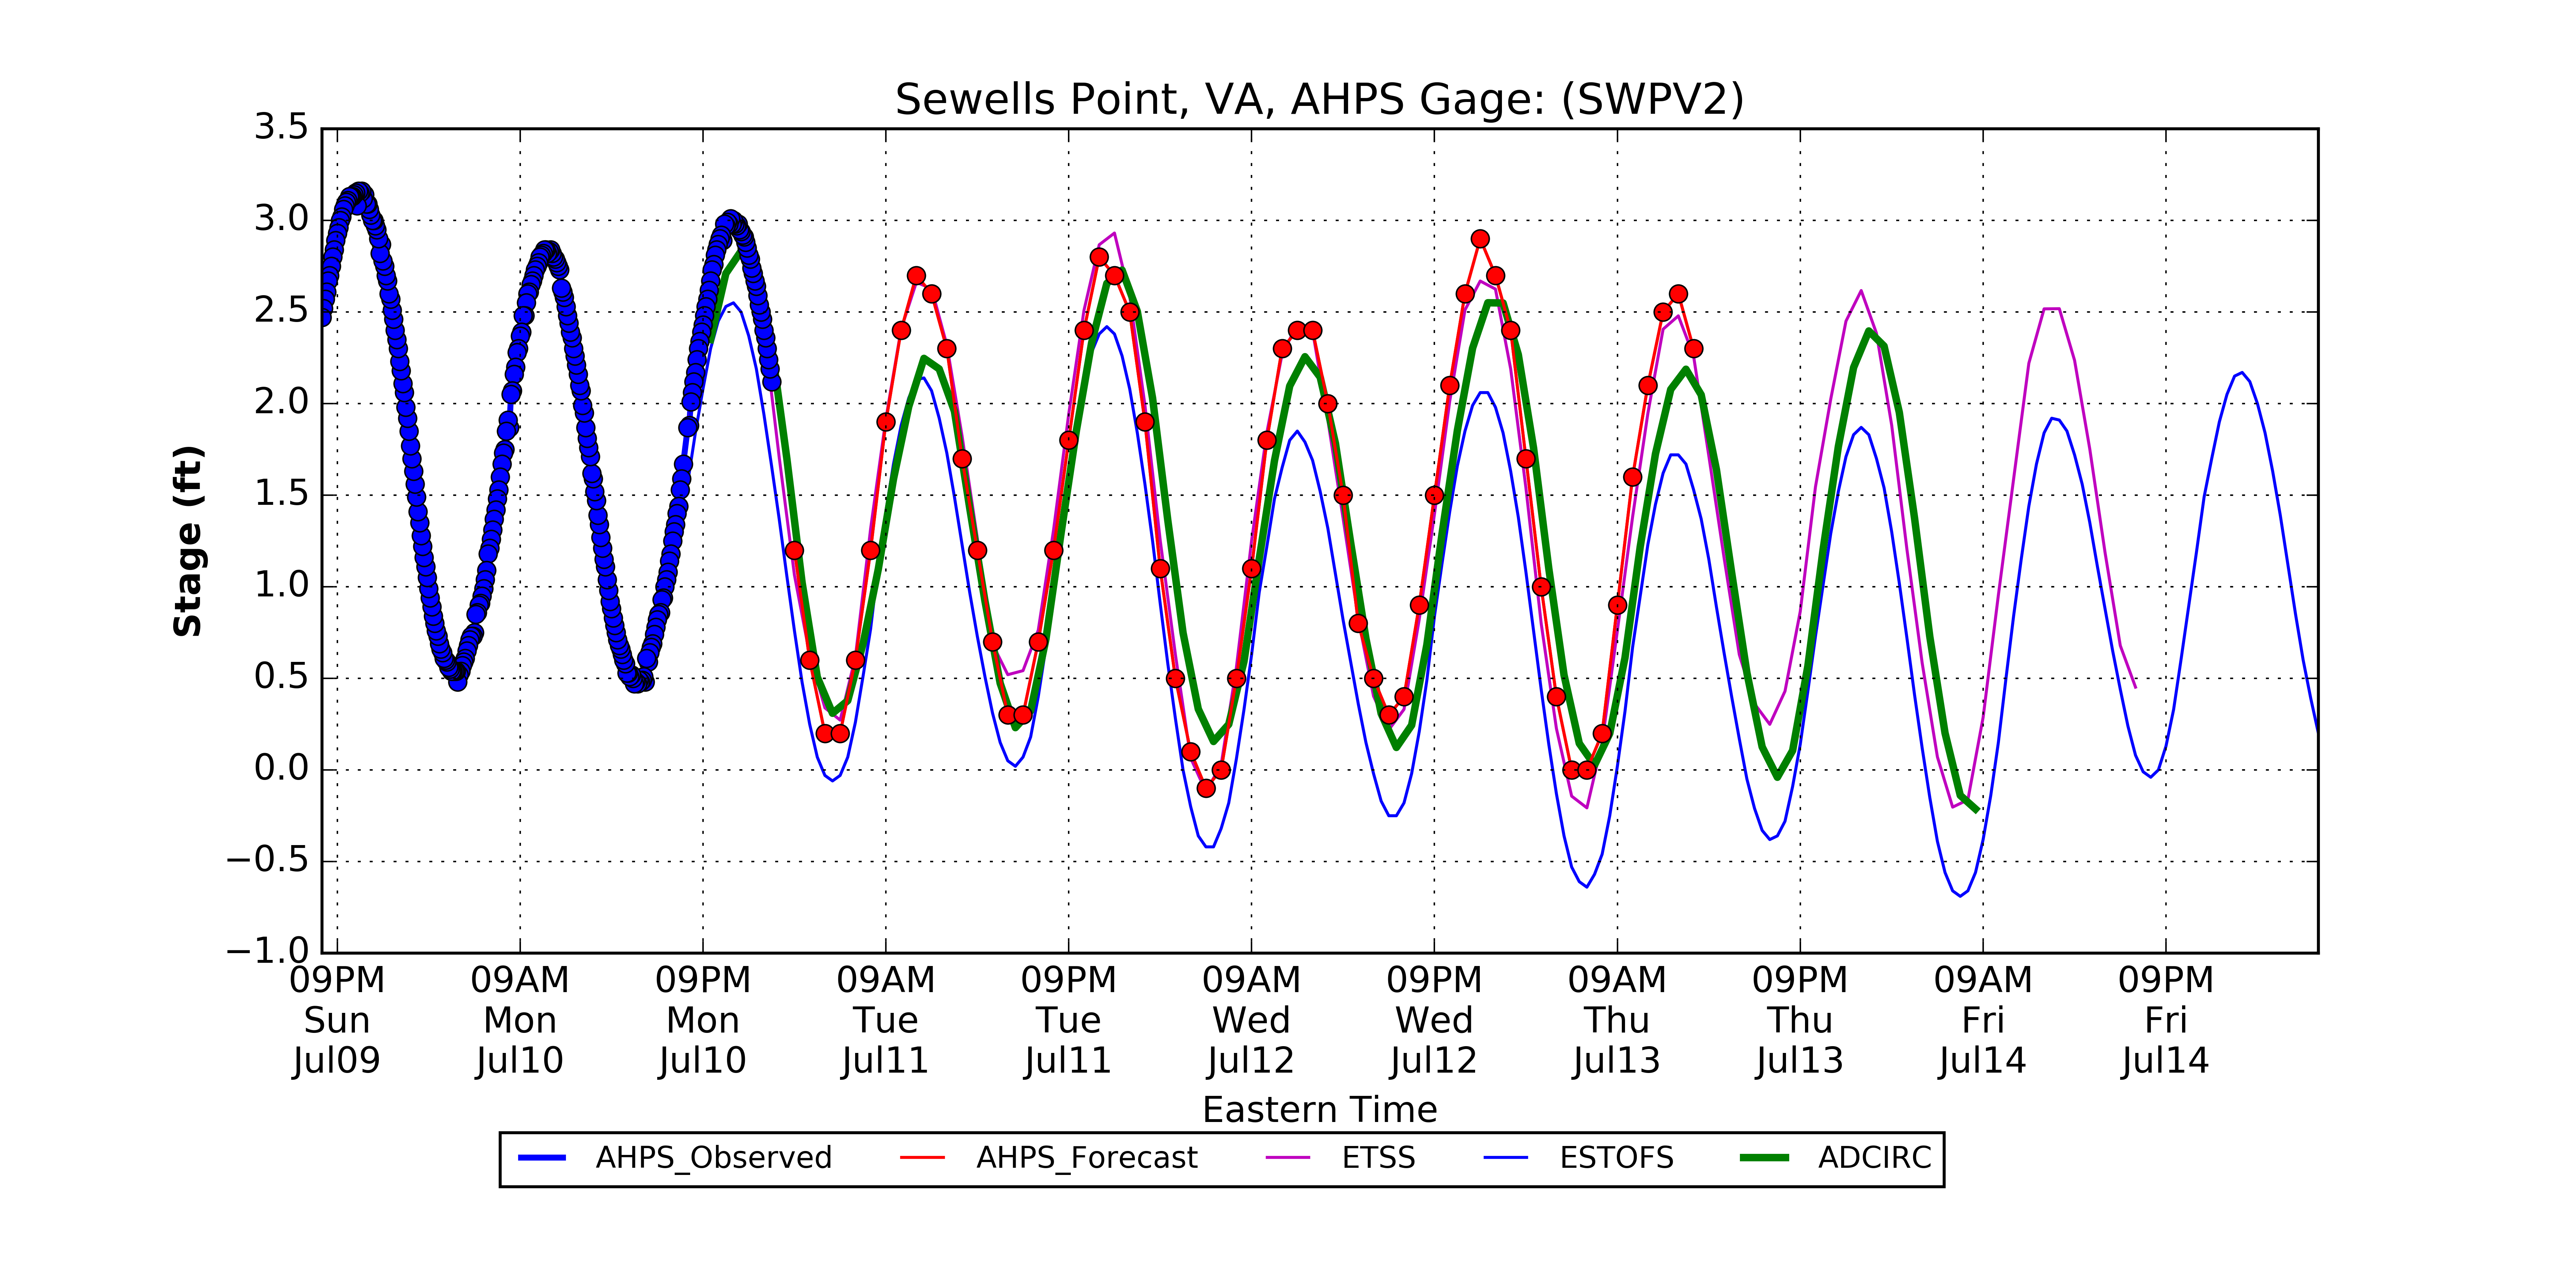 Sewells Point, VA, AHPS Gage: (SWPV2)
3.5
3.0
2.5
2.0
1.5
1.0
0.5
0.0
−0.5
−1.0
Stage (ft)
09PM 09AM 09PM 09AM 09PM 09AM 09PM 09AM 09PM 09AM 09PM
Sun Mon Mon Tue Tue Wed Wed Thu Thu Fri Fri
Jul09 Jul10 Jul10 Jul11 Jul11 Jul12 Jul12 Jul13 Jul13 Jul14 Jul14
Eastern Time
AHPS_Observed AHPS_Forecast ETSS ESTOFS ADCIRC